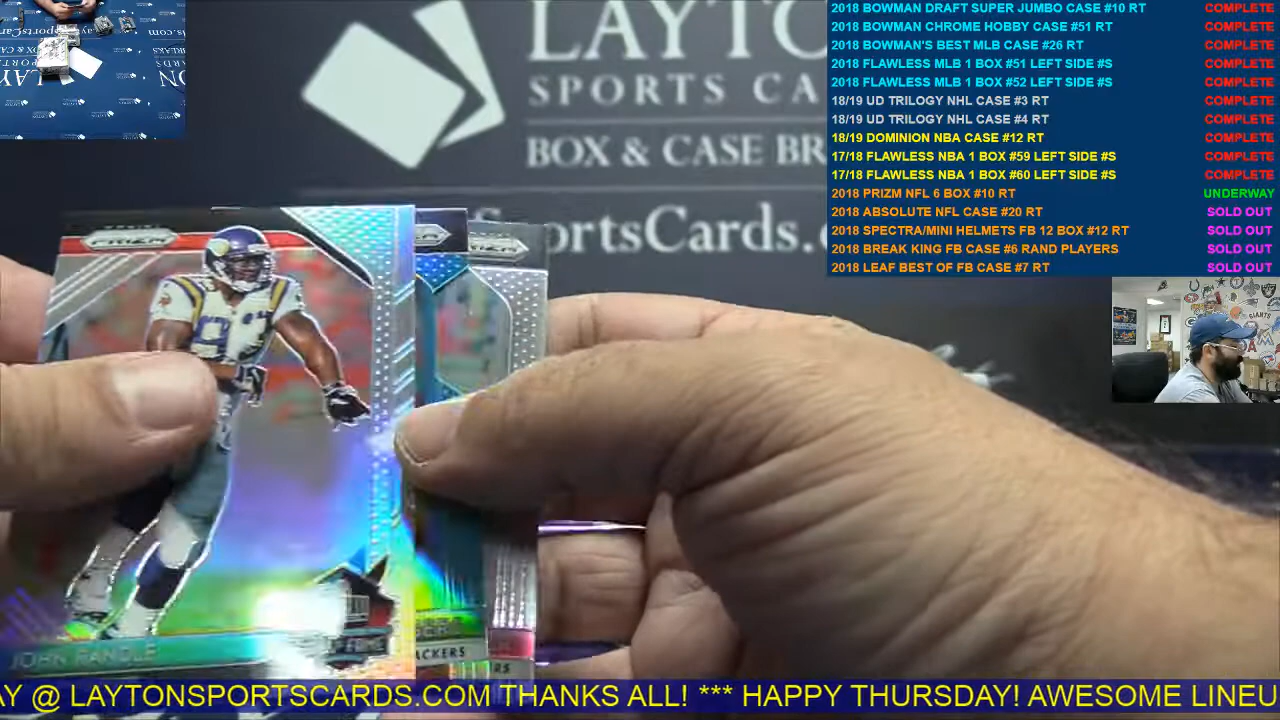 LAYTO
SPORTS CA
BOX & CASE BR
SportsCards.
2018 BOWMAN DRAFT SUPER JUMBO CASE #10 RT COMPLETE
2018 BOWMAN CHROME HOBBY CASE #51 RT COMPLETE
2018 BOWMAN'S BEST MLB CASE #26 RT COMPLETE
2018 FLAWLESS MLB 1 BOX #51 LEFT SIDE #S COMPLETE
2018 FLAWLESS MLB 1 BOX #52 LEFT SIDE #S COMPLETE
18/19 UD TRILOGY NHL CASE #3 RT COMPLETE
18/19 UD TRILOGY NHL CASE #4 RT COMPLETE
18/19 DOMINION NBA CASE #12 RT COMPLETE
17/18 FLAWLESS NBA 1 BOX #59 LEFT SIDE #S COMPLETE
17/18 FLAWLESS NBA 1 BOX #60 LEFT SIDE #S COMPLETE
2018 PRIZM NFL 6 BOX #10 RT UNDERWAY
2018 ABSOLUTE NFL CASE #20 RT SOLD OUT
2018 SPECTRA/MINI HELMETS FB 12 BOX #12 RT SOLD OUT
2018 BREAK KING FB CASE #6 RAND PLAYERS SOLD OUT
2018 LEAF BEST OF FB CASE #7 RT SOLD OUT
PRIZM
93
JOHN RANDLE
ACKERS
RS
AY @ LAYTONSPORTSCARDS.COM THANKS ALL! *** HAPPY THURSDAY! AWESOME LINEU